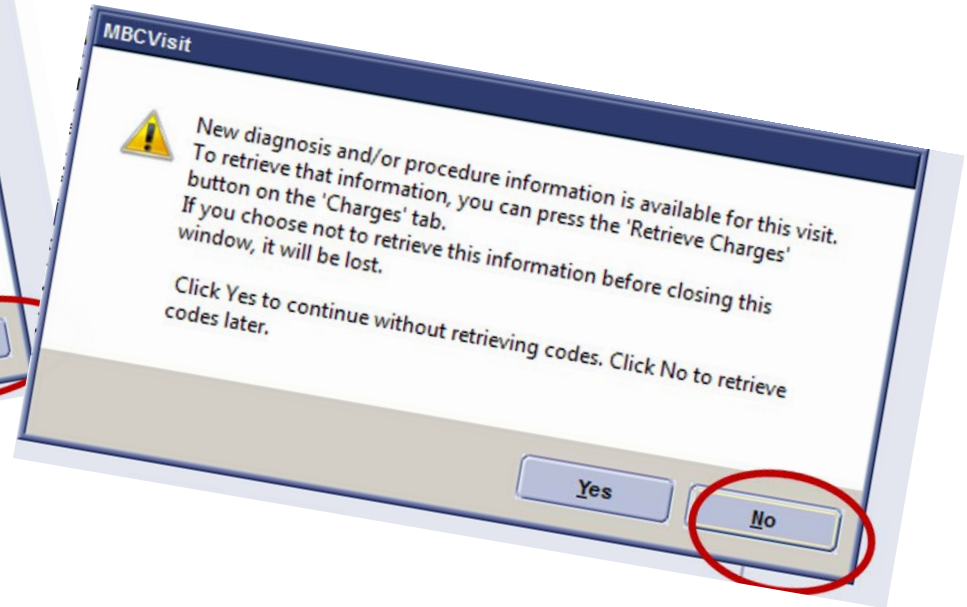 MBCVisit
New diagnosis and/or procedure information is available for this visit.
To retrieve that information, you can press the 'Retrieve Charges'
button on the 'Charges' tab.
If you choose not to retrieve this information before closing this
window, it will be lost.
Click Yes to continue without retrieving codes. Click No to retrieve
codes later.
Yes
No